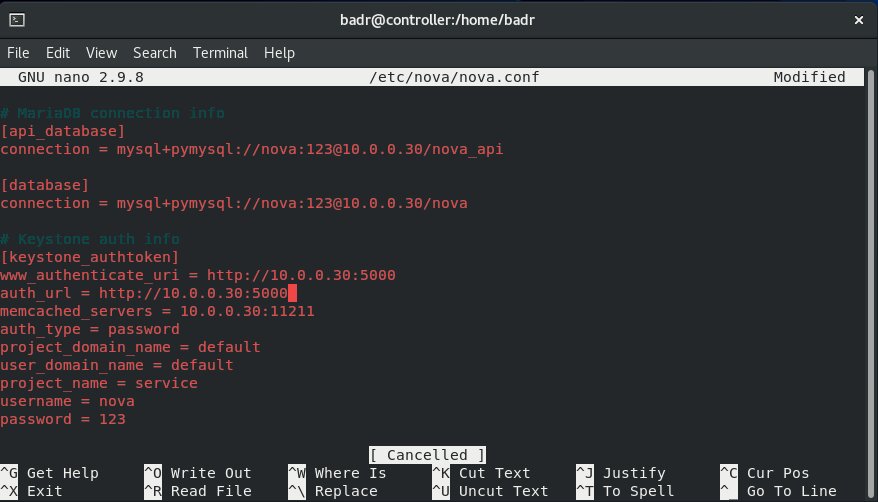 badr@controller:/home/badr
File Edit View Search Terminal Help
GNU nano 2.9.8 /etc/nova/nova.conf Modified
# MariaDB connection info
[api_database]
connection = mysql+pymysql://nova:123@10.0.0.30/nova_api
[database]
connection = mysql+pymysql://nova:123@10.0.0.30/nova
# Keystone auth info
[keystone_authtoken]
www_authenticate_uri = http://10.0.0.30:5000
auth_url = http://10.0.0.30:5000
memcached_servers = 10.0.0.30:11211
auth_type = password
project_domain_name = default
user_domain_name = default
project_name = service
username = nova
password = 123
[ Cancelled ]
^G Get Help ^O Write Out ^W Where Is ^K Cut Text ^J Justify ^C Cur Pos
^X Exit ^R Read File ^\ Replace ^U Uncut Text ^T To Spell ^_ Go To Line